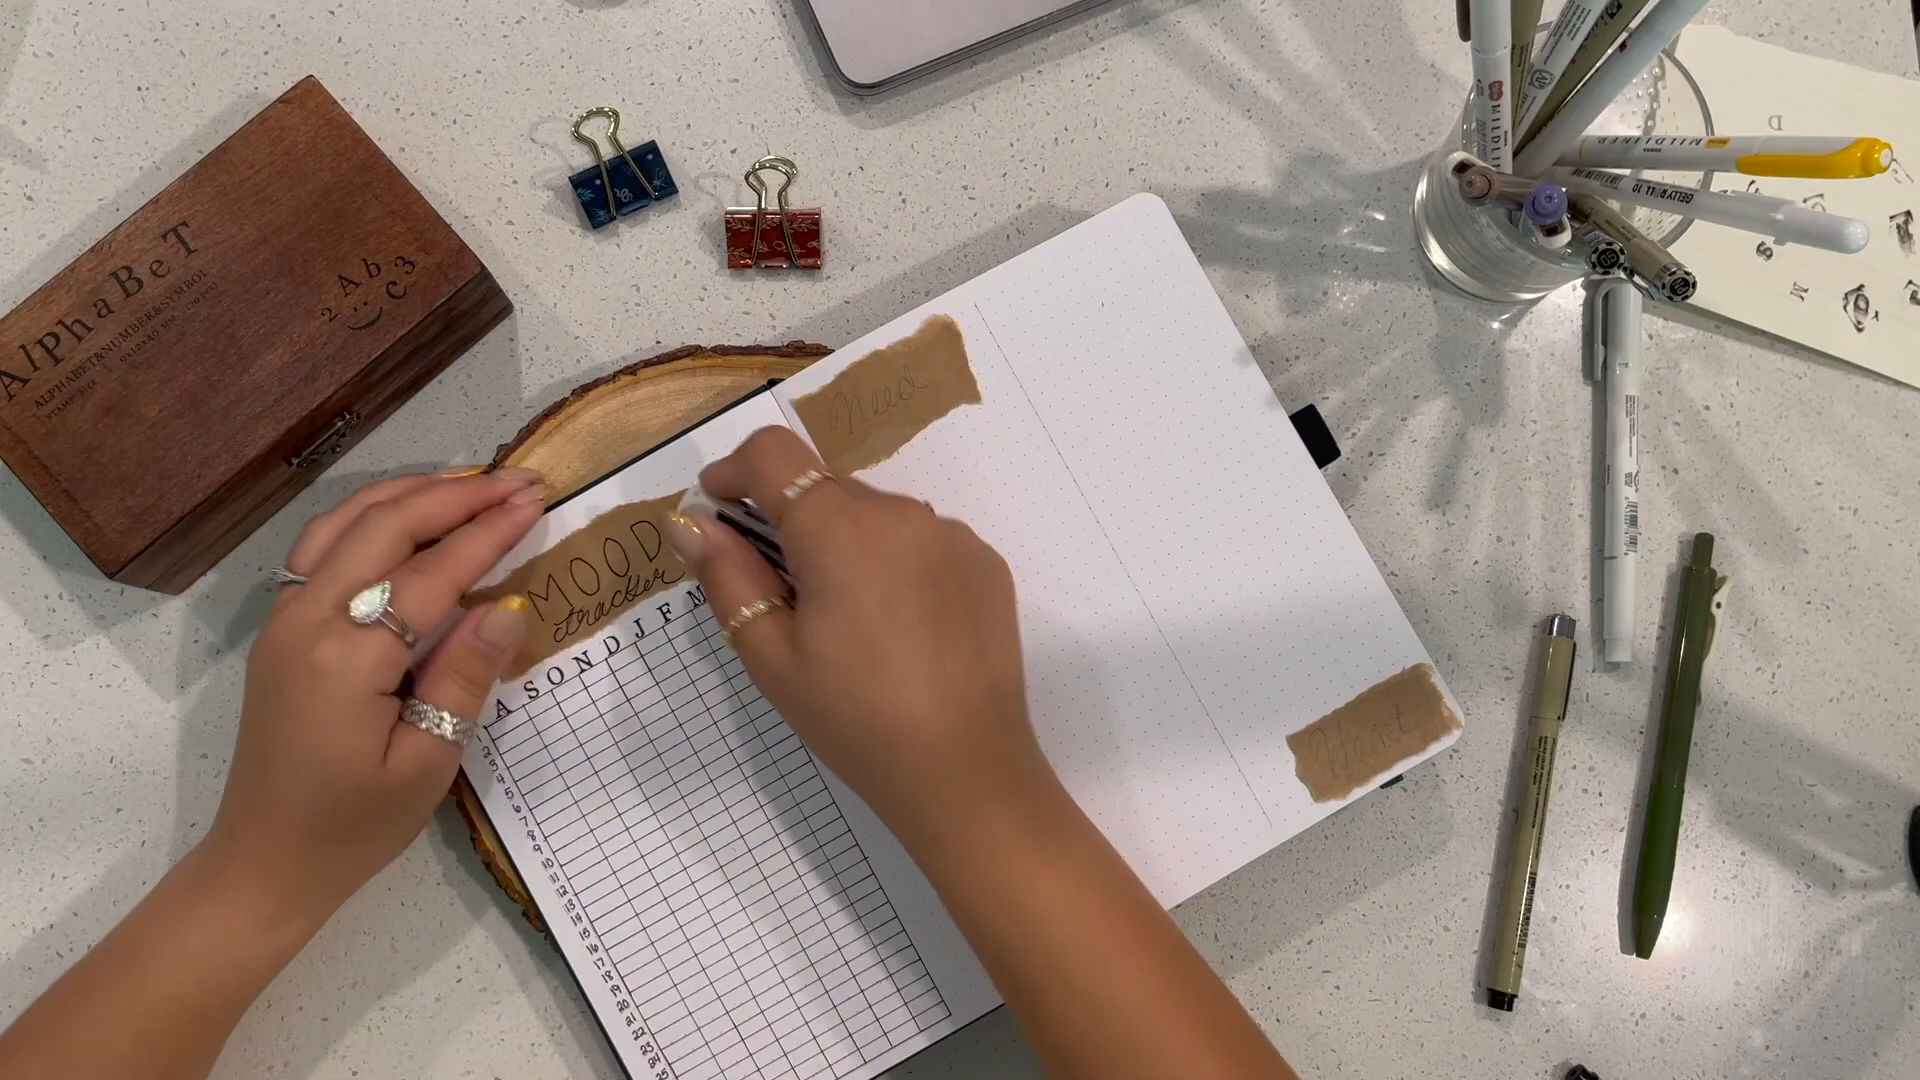 AlPhaBeT
ALPHABET&NUMBER&SYMBOL
2 A b c 3
MOOD
tracker
A S O N D J F M
1
2
3
4
5
6
7
8
9
10
11
12
13
14
15
16
17
18
19
20
21
22
23
24
25
Need
Want
MILDLINER
GELLY ROLL 10
05